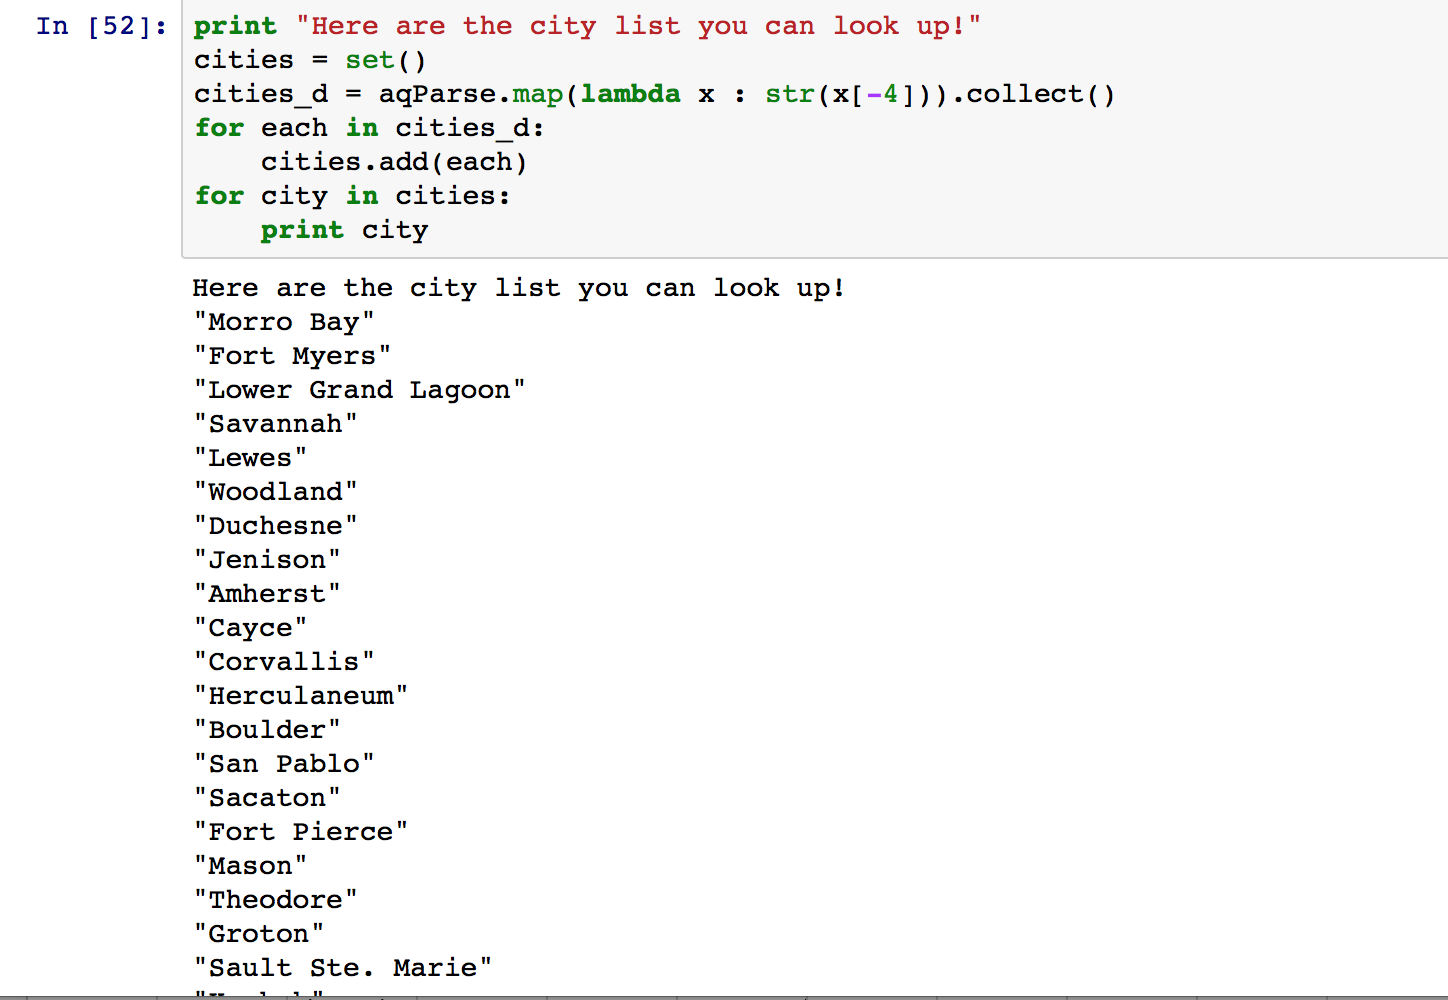 In [52]: print "Here are the city list you can look up!"
cities = set()
cities_d = aqParse.map(lambda x : str(x[-4])).collect()
for each in cities_d:
    cities.add(each)
for city in cities:
    print city
Here are the city list you can look up!
"Morro Bay"
"Fort Myers"
"Lower Grand Lagoon"
"Savannah"
"Lewes"
"Woodland"
"Duchesne"
"Jenison"
"Amherst"
"Cayce"
"Corvallis"
"Herculaneum"
"Boulder"
"San Pablo"
"Sacaton"
"Fort Pierce"
"Mason"
"Theodore"
"Groton"
"Sault Ste. Marie"